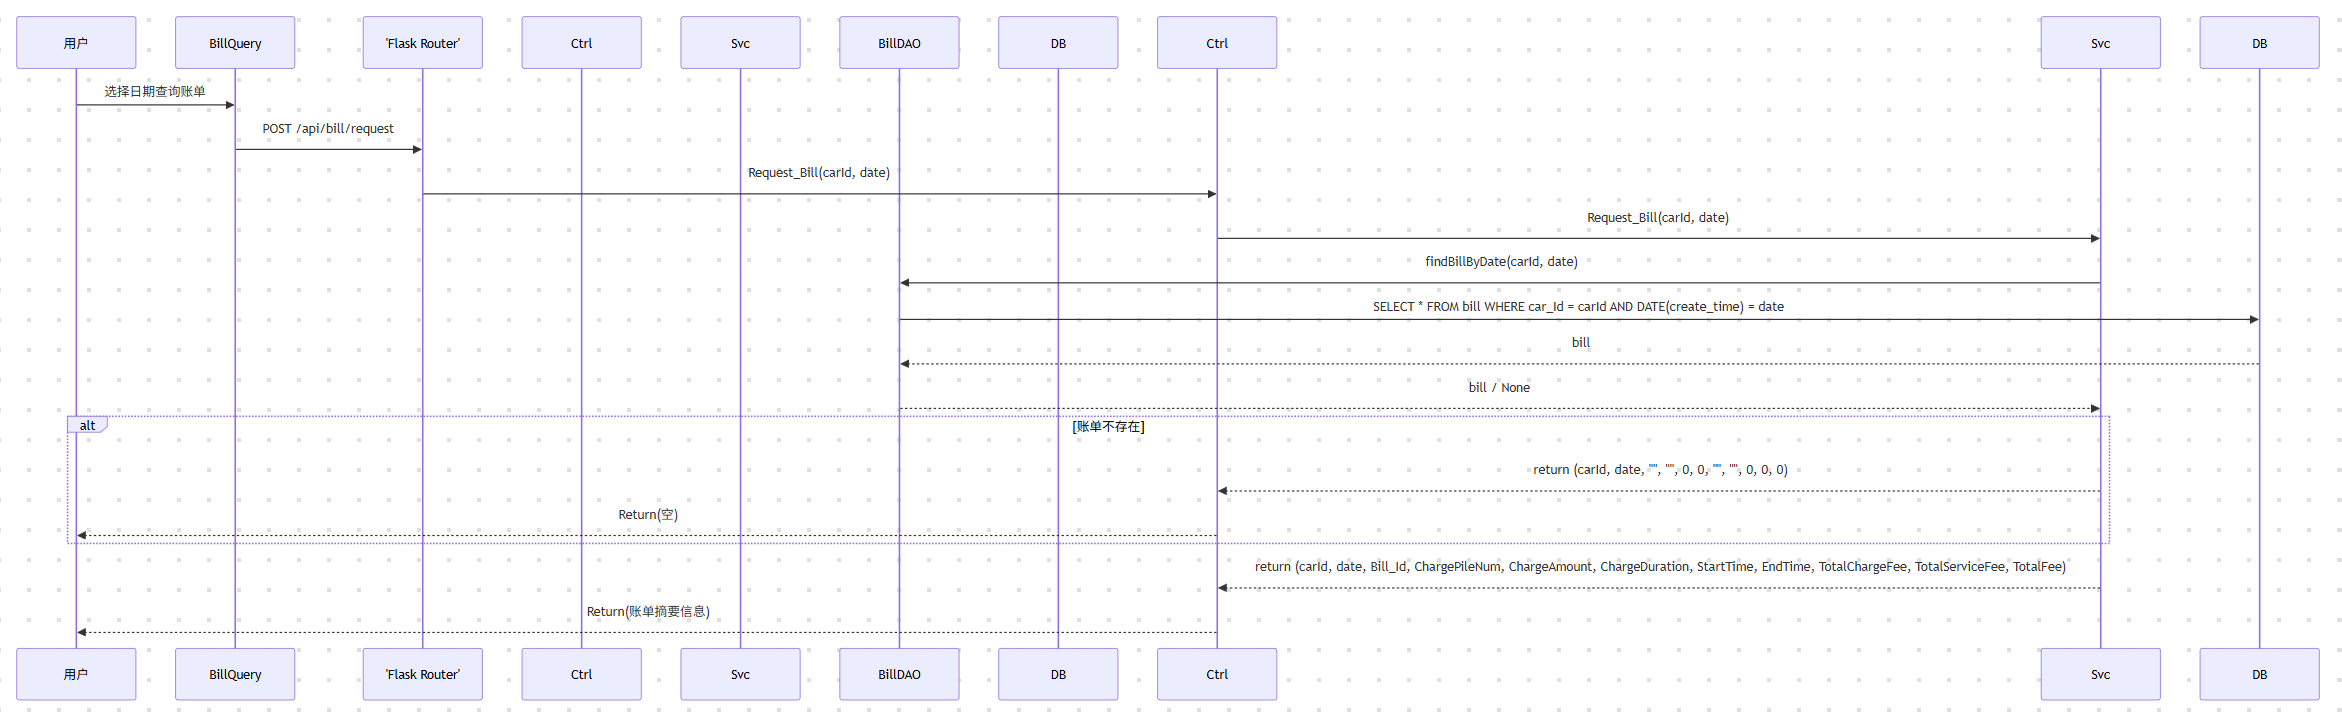 用户
BillQuery
'Flask Router'
Ctrl
Svc
BillDAO
DB
Ctrl
Svc
DB
选择日期查询账单
POST /api/bill/request
Request_Bill(carId, date)
Request_Bill(carId, date)
findBillByDate(carId, date)
SELECT * FROM bill WHERE car_Id = carId AND DATE(create_time) = date
bill
bill / None
alt
[账单不存在]
return (carId, date, "", "", 0, 0, "", "", 0, 0, 0)
Return(空)
return (carId, date, Bill_Id, ChargePileNum, ChargeAmount, ChargeDuration, StartTime, EndTime, TotalChargeFee, TotalServiceFee, TotalFee)
Return(账单摘要信息)
用户
BillQuery
'Flask Router'
Ctrl
Svc
BillDAO
DB
Ctrl
Svc
DB